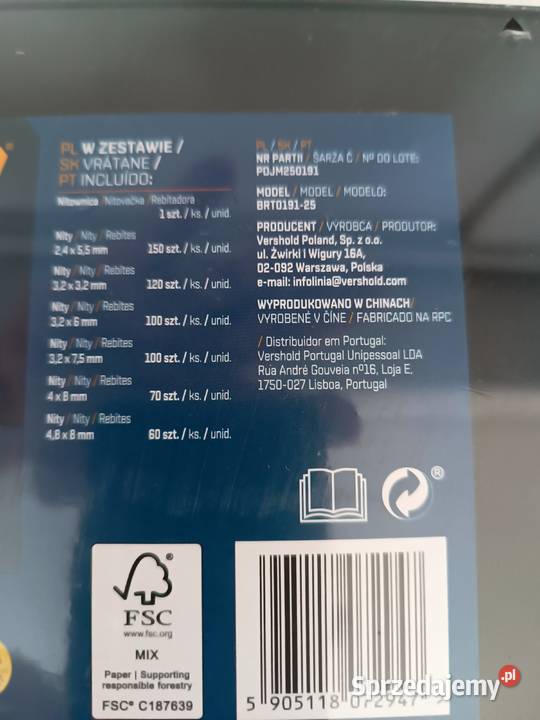 PL W ZESTAWIE /
SK VRÁTANE /
PT INCLUÍDO:
Nitownica / Nitovačka / Rebitadora
1 szt. / ks. / unid.
Nity / Nity / Rebites
2,4 x 5,5 mm 150 szt. / ks. / unid.
Nity / Nity / Rebites
3,2 x 3,2 mm 120 szt. / ks. / unid.
Nity / Nity / Rebites
3,2 x 6 mm 100 szt. / ks. / unid.
Nity / Nity / Rebites
3,2 x 7,5 mm 100 szt. / ks. / unid.
Nity / Nity / Rebites
4 x 8 mm 70 szt. / ks. / unid.
Nity / Nity / Rebites
4,8 x 8 mm 60 szt. / ks. / unid.
PL / SK / PT
NR PARTII / ŠARŽA Č / Nº DO LOTE:
PDJM250191
MODEL / MODEL / MODELO:
BRT0191-25
PRODUCENT / VÝROBCA / PRODUTOR:
Vershold Poland, Sp. z o.o.
ul. Żwirki I Wigury 16A,
02-092 Warszawa, Polska
e-mail: infolinia@vershold.com
WYPRODUKOWANO W CHINACH/
VYROBENÉ V ČÍNE / FABRICADO NA RPC
/ Distribuidor em Portugal:
Vershold Portugal Unipessoal LDA
Rua André Gouveia nº16, Loja E,
1750-027 Lisboa, Portugal
®
FSC
www.fsc.org
MIX
Paper | Supporting
responsible forestry
FSC® C187639
5 905118 072947
Sprzedajemy.pl